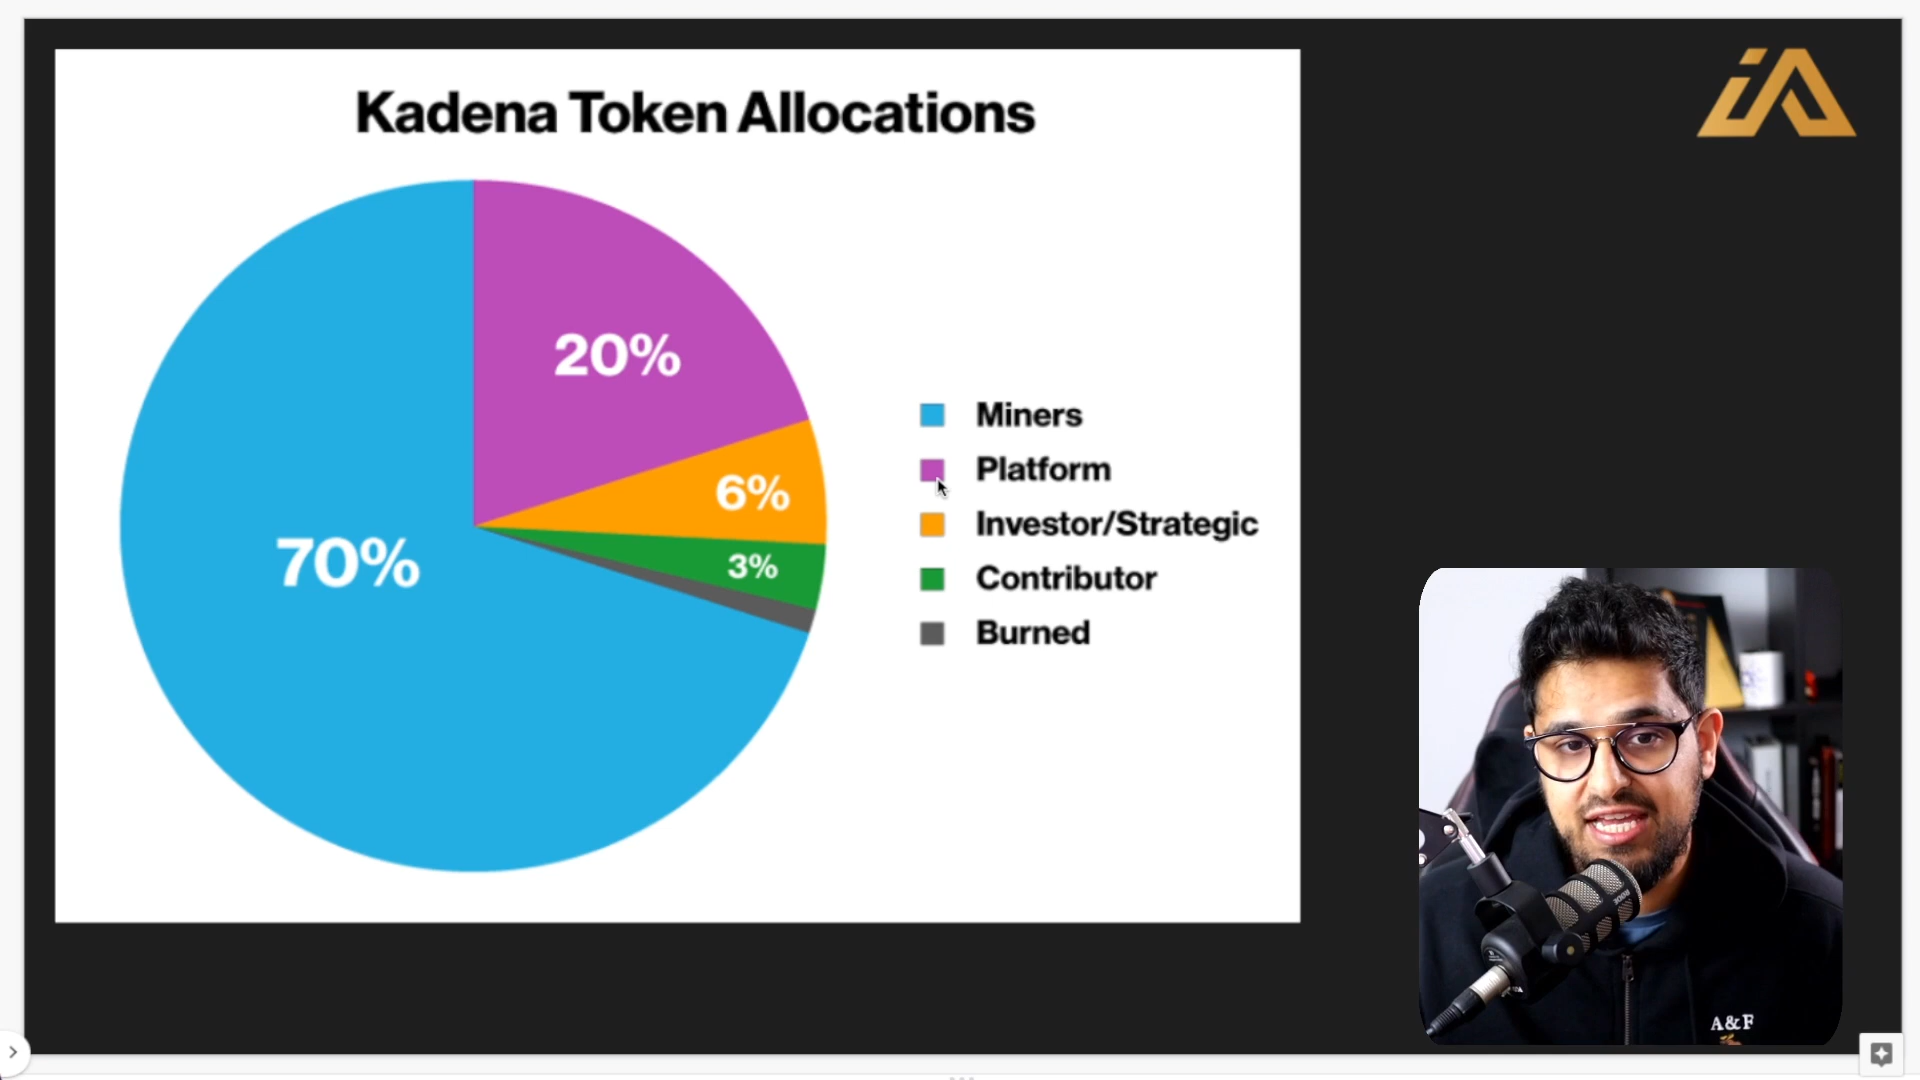 Kadena Token Allocations
20%
6%
3%
70%
Miners
Platform
Investor/Strategic
Contributor
Burned
A&F